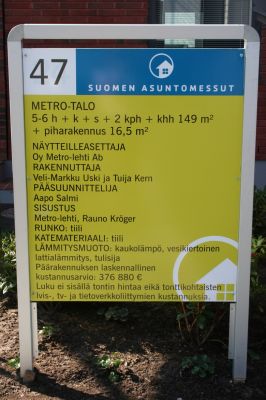 47
SUOMEN ASUNTOMESSUT
METRO-TALO
5-6 h + k + s + 2 kph + khh 149 m²
+ piharakennus 16,5 m²
NÄYTTEILLEASETTAJA
Oy Metro-lehti Ab
RAKENNUTTAJA
Veli-Markku Uski ja Tuija Kern
PÄÄSUUNNITTELIJA
Aapo Salmi
SISUSTUS
Metro-lehti, Rauno Kröger
RUNKO: tiili
KATEMATERIAALI: tiili
LÄMMITYSMUOTO: kaukolämpö, vesikiertoinen
lattialämmitys, tulisija
Päärakennuksen laskennallinen
kustannusarvio: 376 880 €
Luku ei sisällä tontin hintaa eikä tonttikohtaisten
lvis-, tv- ja tietoverkkoliittymien kustannuksia.